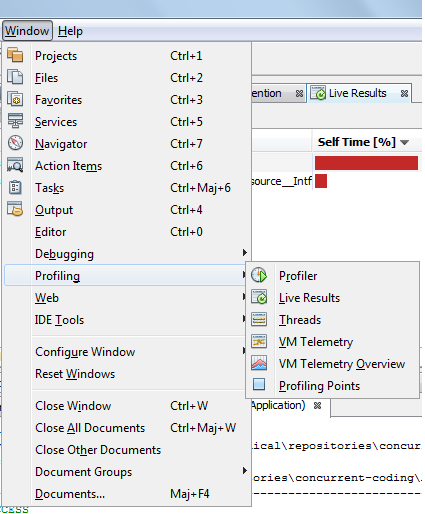 Window Help
Projects Ctrl+1
Files Ctrl+2
Favorites Ctrl+3
Services Ctrl+5
Navigator Ctrl+7
Action Items Ctrl+6
Tasks Ctrl+Maj+6
Output Ctrl+4
Editor Ctrl+0
Debugging
Profiling
Web
IDE Tools
Configure Window
Reset Windows
Close Window Ctrl+W
Close All Documents Ctrl+Maj+W
Close Other Documents
Document Groups
Documents... Maj+F4
Profiler
Live Results
Threads
VM Telemetry
VM Telemetry Overview
Profiling Points
ention Live Results
Self Time [%]
source__Intf
Application)
ical\repositories\concur
ories\concurrent-coding\
CESS